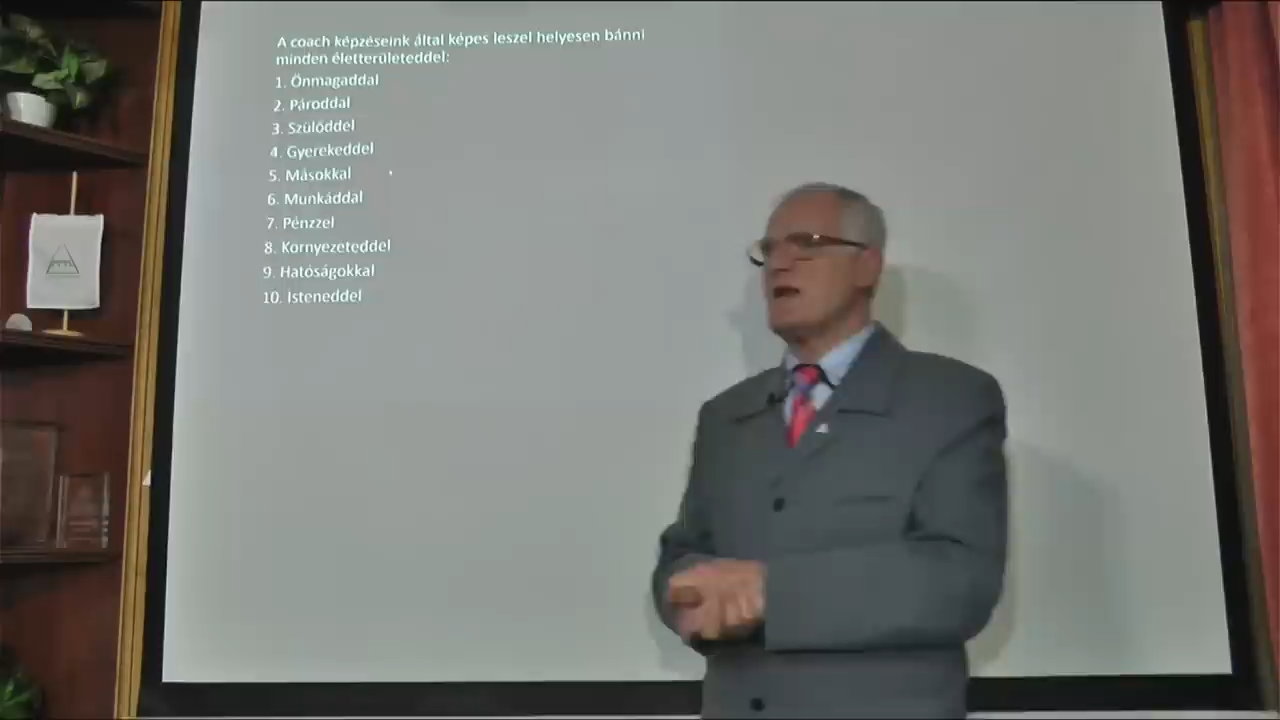 A coach képzéseink által képes leszel helyesen bánni
minden életterületeddel:
1. Önmagaddal
2. Pároddal
3. Szülőddel
4. Gyerekeddel
5. Másokkal
6. Munkáddal
7. Pénzzel
8. Környezeteddel
9. Hatóságokkal
10. Isteneddel